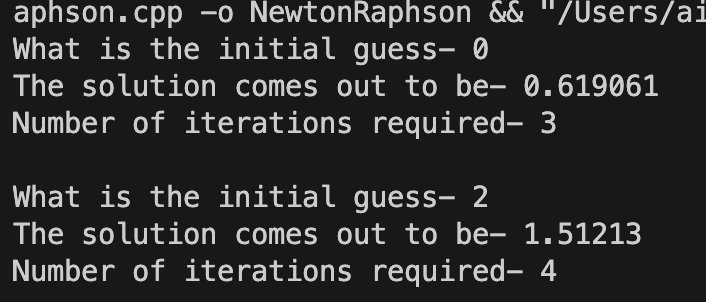 aphson.cpp -o NewtonRaphson && "/Users/ai
What is the initial guess- 0
The solution comes out to be- 0.619061
Number of iterations required- 3
What is the initial guess- 2
The solution comes out to be- 1.51213
Number of iterations required- 4